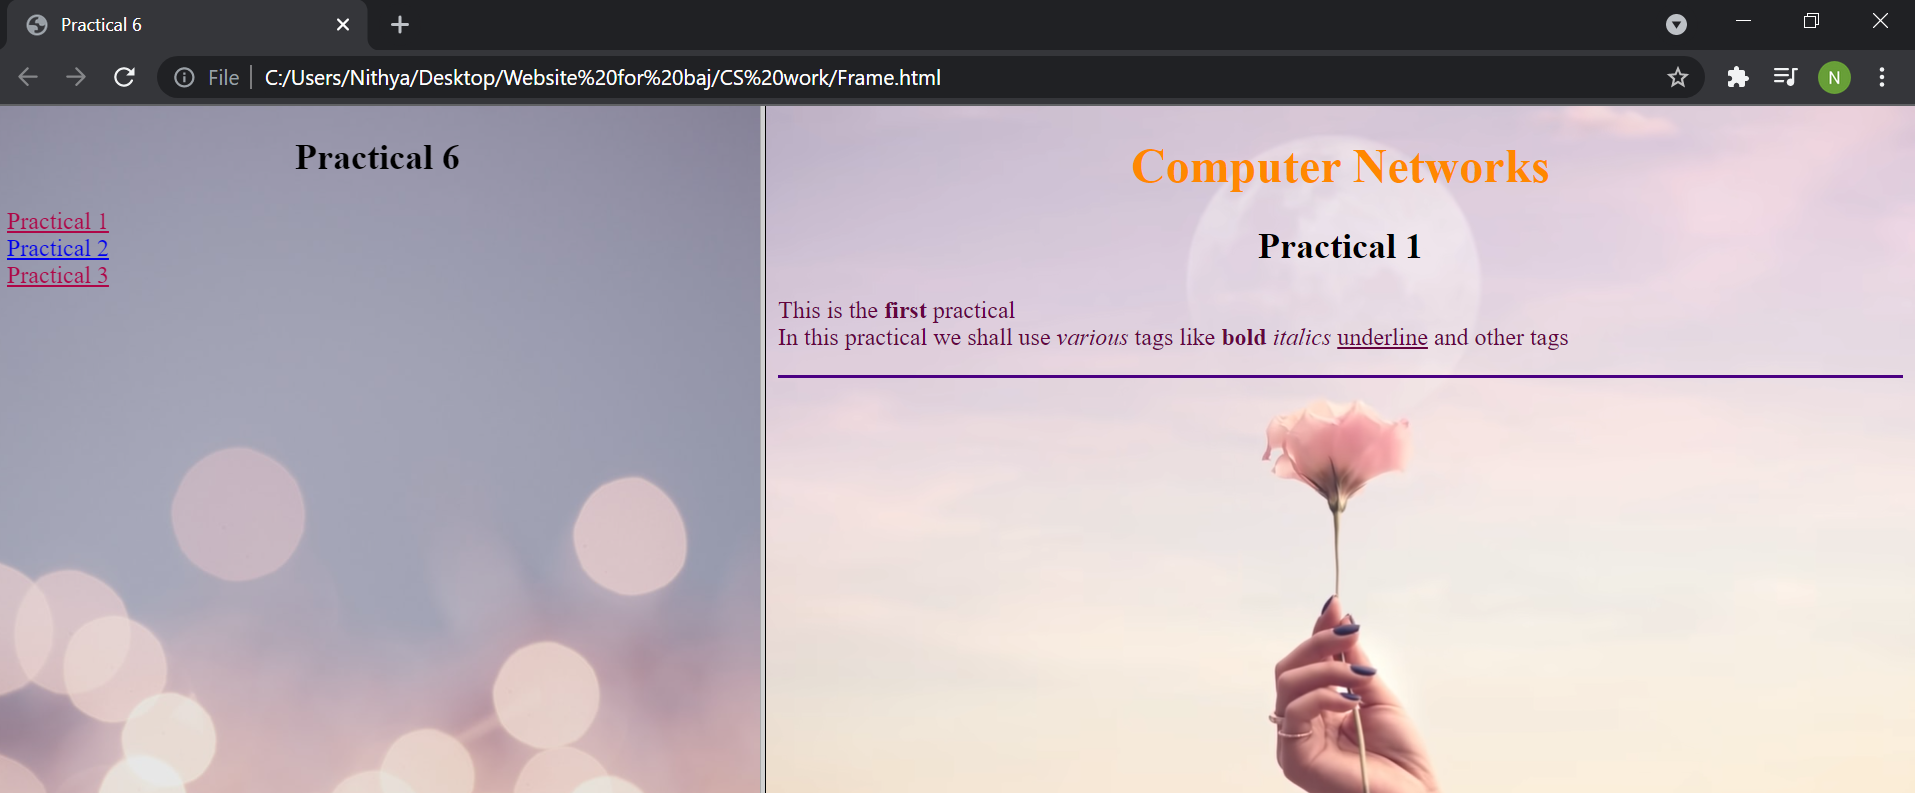 Practical 6
File
C:/Users/Nithya/Desktop/Website%20for%20baj/CS%20work/Frame.html
N
Practical 6
Practical 1
Practical 2
Practical 3
Computer Networks
Practical 1
This is the first practical
In this practical we shall use various tags like bold italics underline and other tags